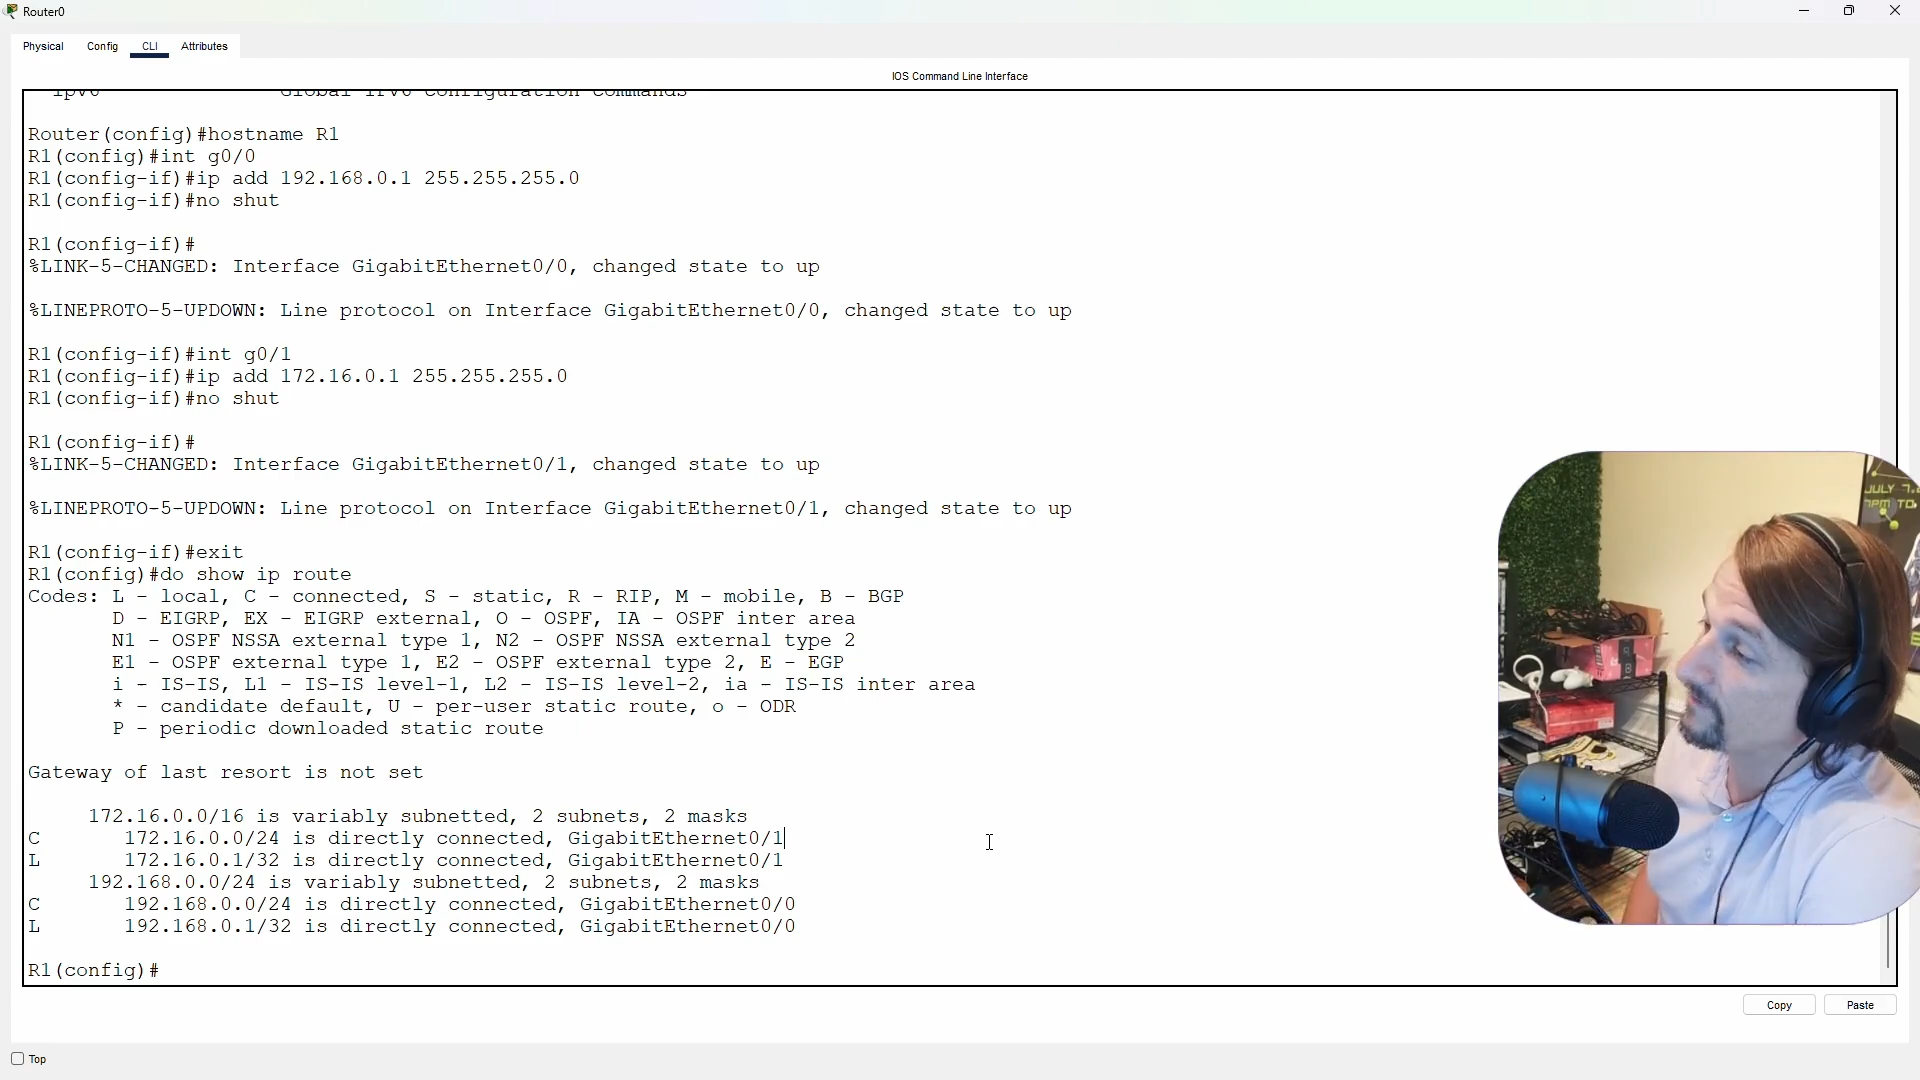 Router0
Physical Config CLI Attributes
IOS Command Line Interface
ipv6 Global IPv6 configuration commands
Router(config)#hostname R1
R1(config)#int g0/0
R1(config-if)#ip add 192.168.0.1 255.255.255.0
R1(config-if)#no shut
R1(config-if)#
%LINK-5-CHANGED: Interface GigabitEthernet0/0, changed state to up
%LINEPROTO-5-UPDOWN: Line protocol on Interface GigabitEthernet0/0, changed state to up
R1(config-if)#int g0/1
R1(config-if)#ip add 172.16.0.1 255.255.255.0
R1(config-if)#no shut
R1(config-if)#
%LINK-5-CHANGED: Interface GigabitEthernet0/1, changed state to up
%LINEPROTO-5-UPDOWN: Line protocol on Interface GigabitEthernet0/1, changed state to up
R1(config-if)#exit
R1(config)#do show ip route
Codes: L - local, C - connected, S - static, R - RIP, M - mobile, B - BGP
D - EIGRP, EX - EIGRP external, O - OSPF, IA - OSPF inter area
N1 - OSPF NSSA external type 1, N2 - OSPF NSSA external type 2
E1 - OSPF external type 1, E2 - OSPF external type 2, E - EGP
i - IS-IS, L1 - IS-IS level-1, L2 - IS-IS level-2, ia - IS-IS inter area
* - candidate default, U - per-user static route, o - ODR
P - periodic downloaded static route
Gateway of last resort is not set
172.16.0.0/16 is variably subnetted, 2 subnets, 2 masks
C 172.16.0.0/24 is directly connected, GigabitEthernet0/1
L 172.16.0.1/32 is directly connected, GigabitEthernet0/1
192.168.0.0/24 is variably subnetted, 2 subnets, 2 masks
C 192.168.0.0/24 is directly connected, GigabitEthernet0/0
L 192.168.0.1/32 is directly connected, GigabitEthernet0/0
R1(config)#
JULY 7
7PM TO
Copy Paste
Top